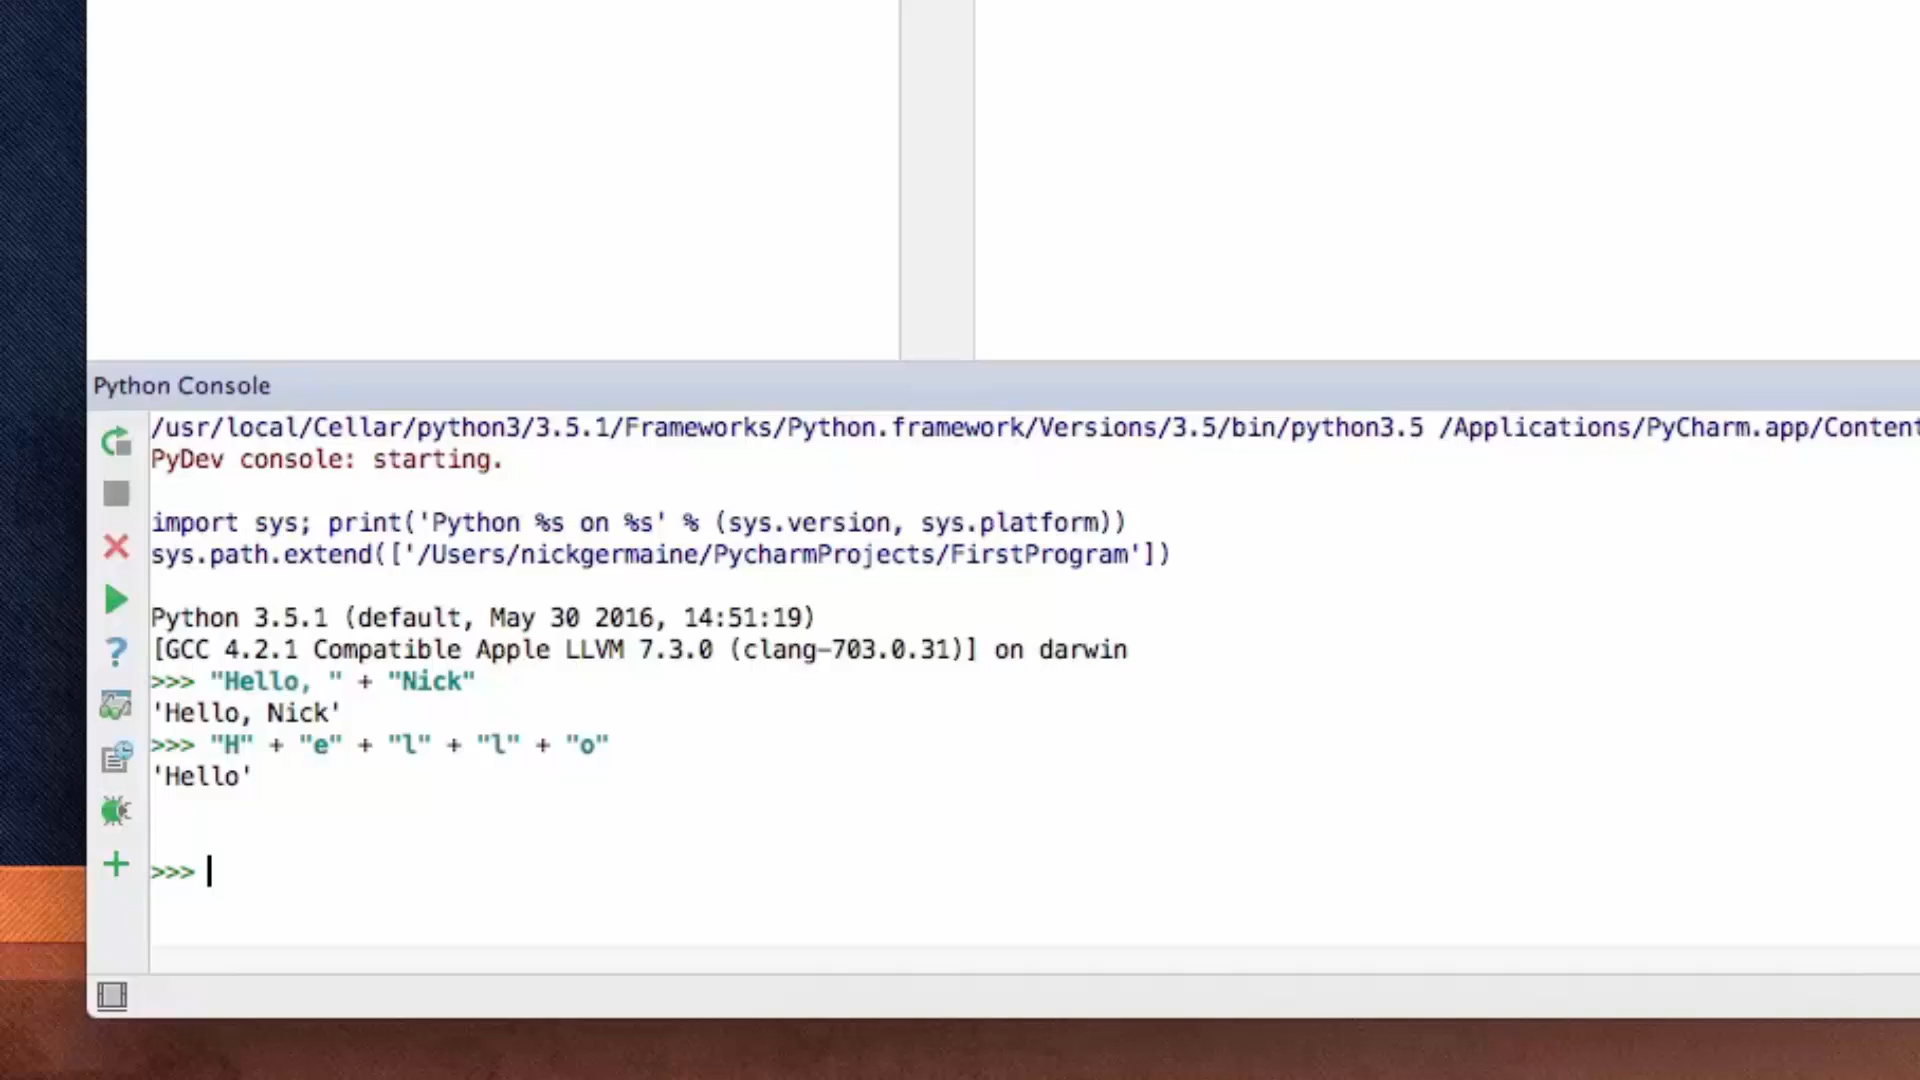 Python Console
/usr/local/Cellar/python3/3.5.1/Frameworks/Python.framework/Versions/3.5/bin/python3.5 /Applications/PyCharm.app/Content
PyDev console: starting.
import sys; print('Python %s on %s' % (sys.version, sys.platform))
sys.path.extend(['/Users/nickgermaine/PycharmProjects/FirstProgram'])
Python 3.5.1 (default, May 30 2016, 14:51:19)
[GCC 4.2.1 Compatible Apple LLVM 7.3.0 (clang-703.0.31)] on darwin
>>> "Hello, " + "Nick"
'Hello, Nick'
>>> "H" + "e" + "l" + "l" + "o"
'Hello'
>>>